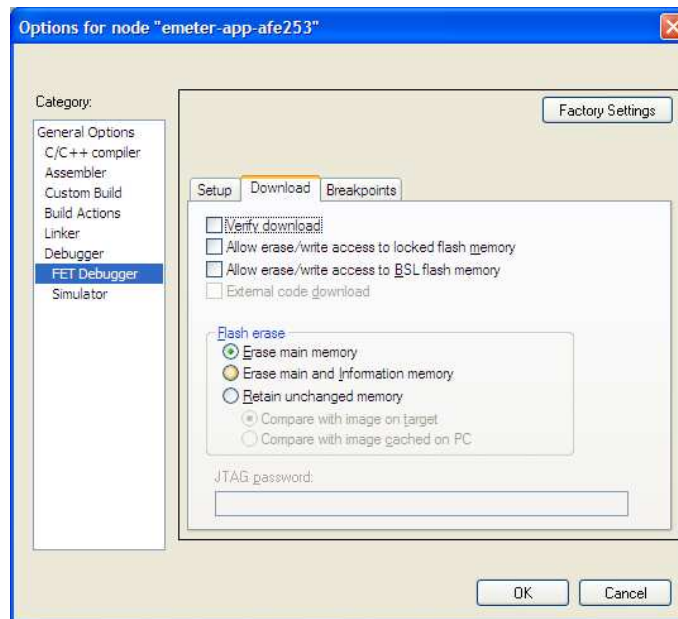 Options for node "emeter-app-afe253"
Category:
General Options
C/C++ compiler
Assembler
Custom Build
Build Actions
Linker
Debugger
FET Debugger
Simulator
Factory Settings
Setup Download Breakpoints
Verify download
Allow erase/write access to locked flash memory
Allow erase/write access to BSL flash memory
External code download
Flash erase
Erase main memory
Erase main and Information memory
Retain unchanged memory
Compare with image on target
Compare with image cached on PC
JTAG password:
OK Cancel